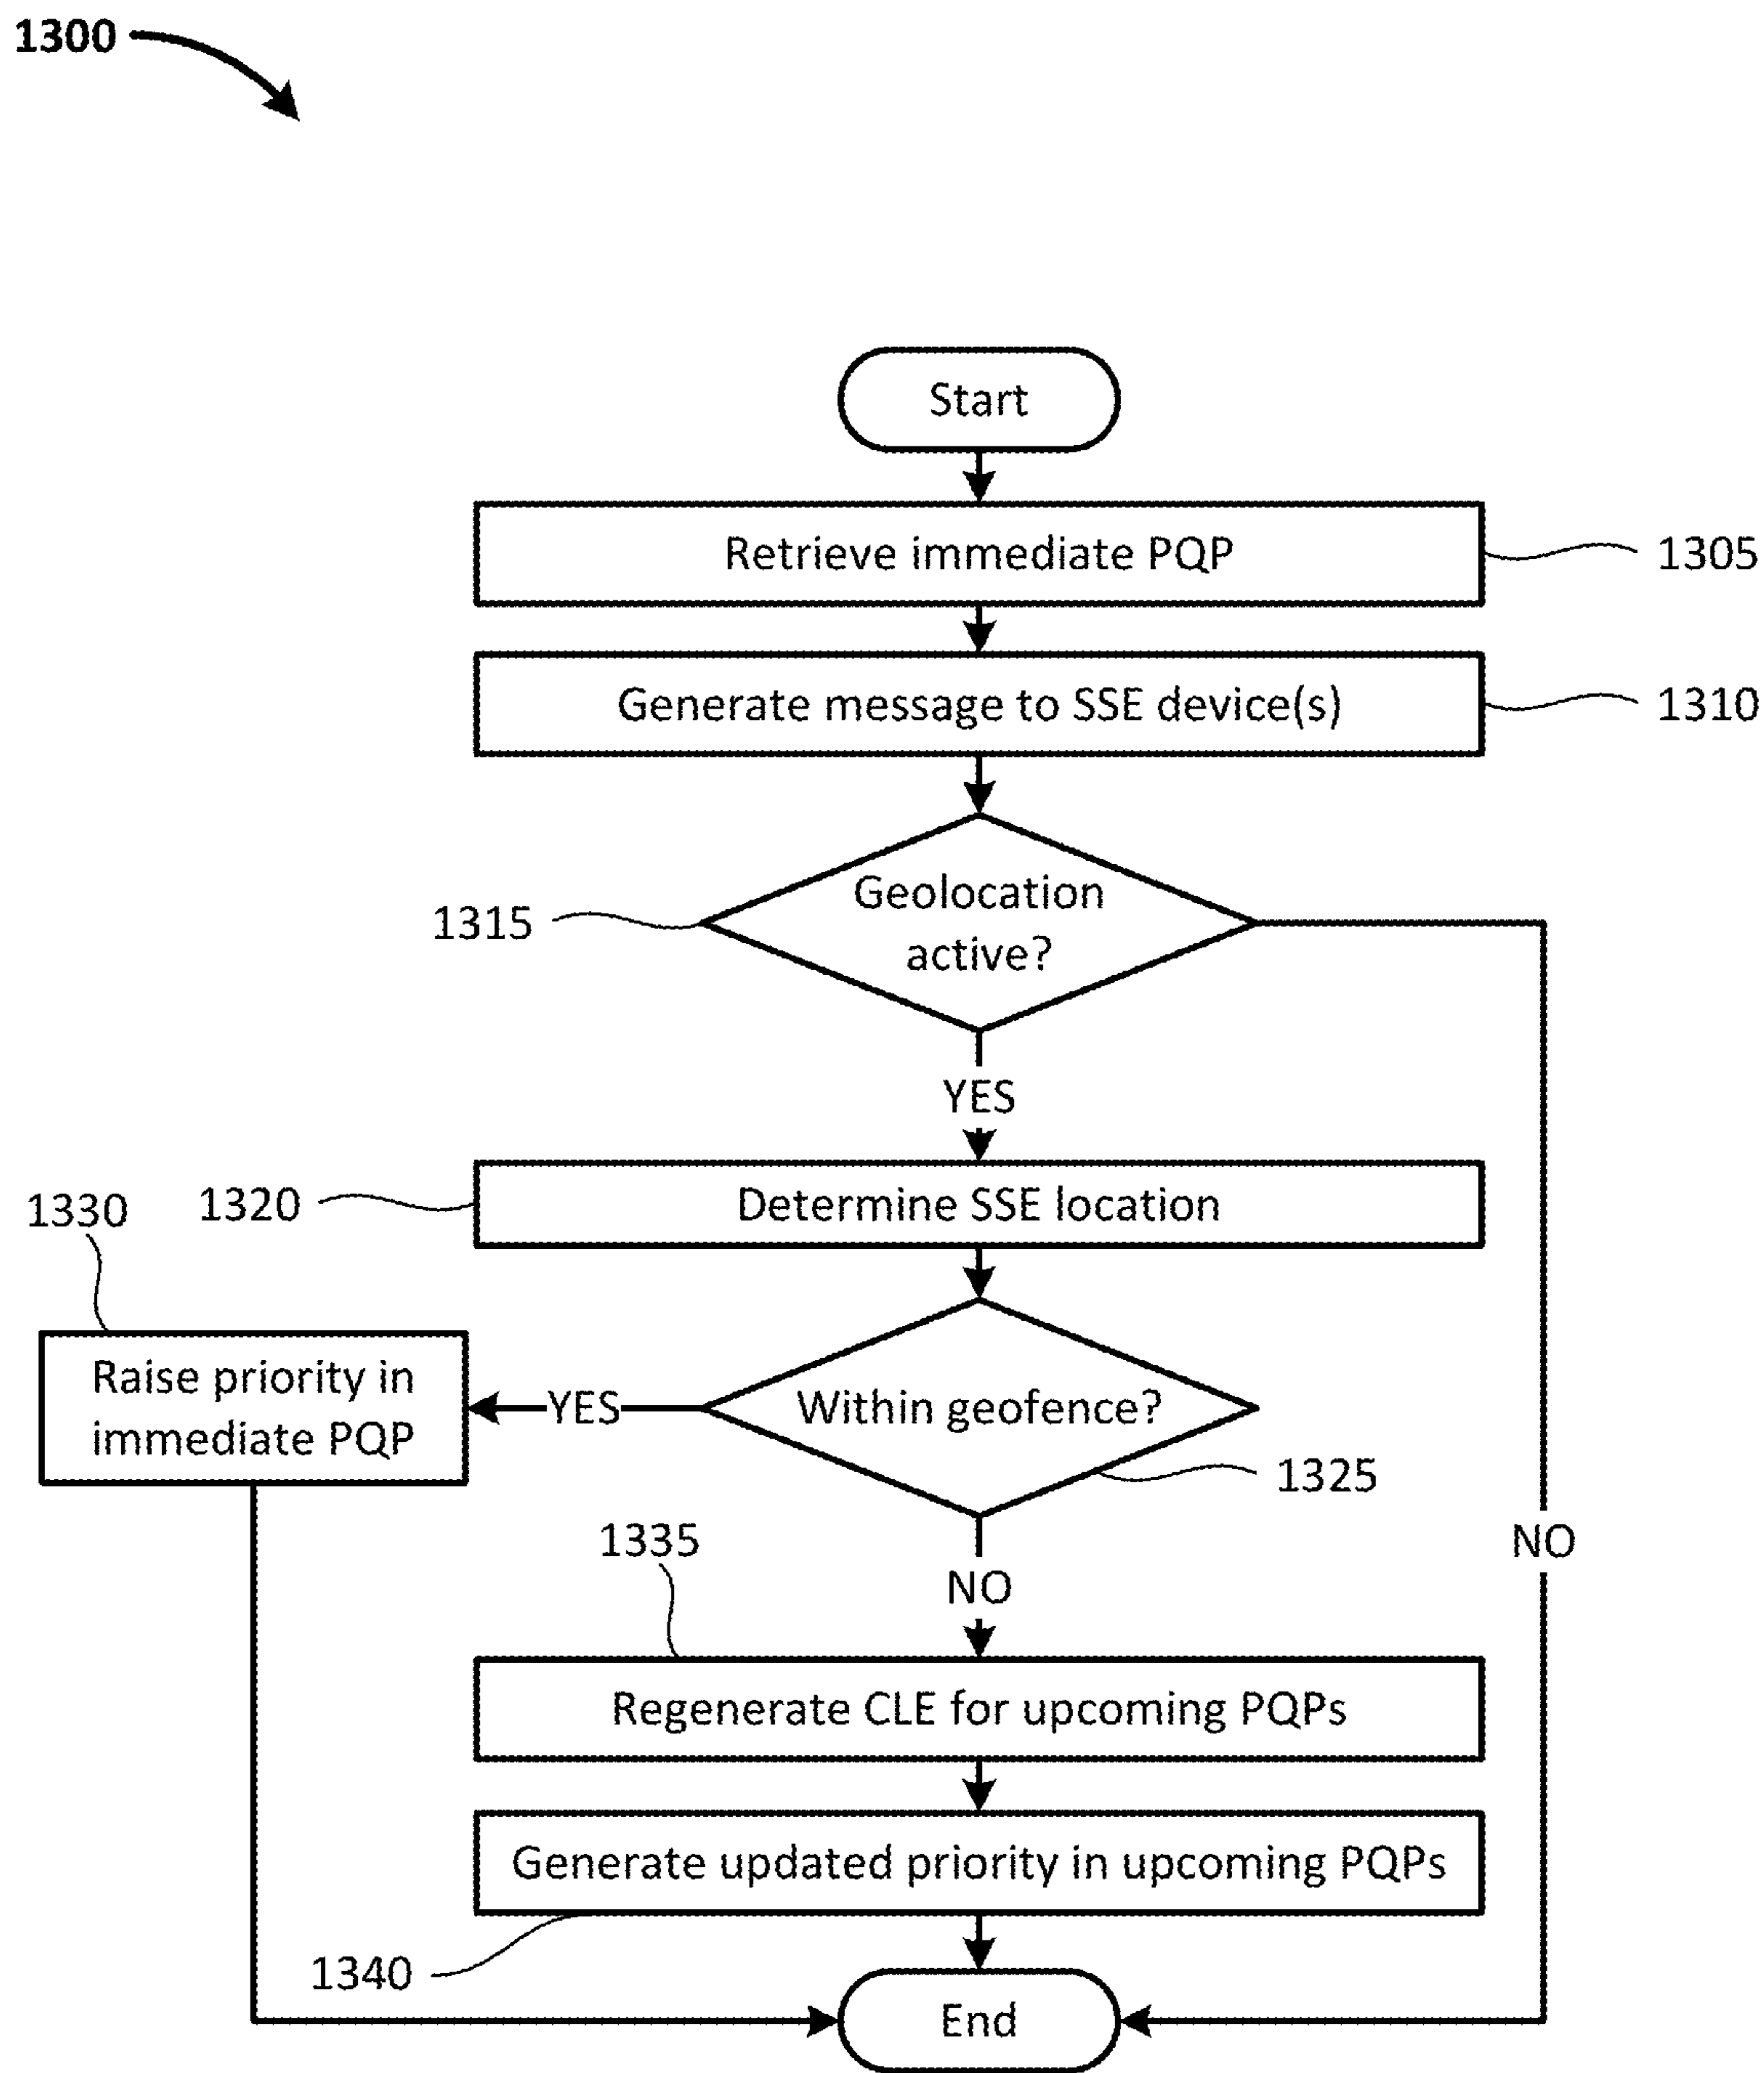 1300
Start
Retrieve immediate PQP
1305
Generate message to SSE device(s)
1310
Geolocation
active?
1315
YES
NO
1320
Determine SSE location
1330
Raise priority in
immediate PQP
YES
Within geofence?
1325
NO
1335
Regenerate CLE for upcoming PQPs
Generate updated priority in upcoming PQPs
1340
End